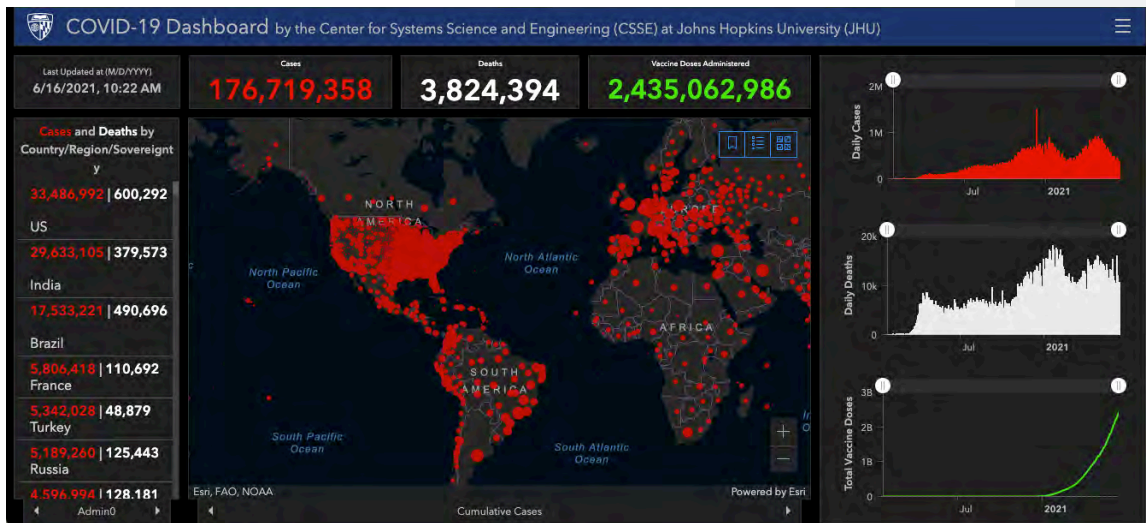 COVID-19 Dashboard by the Center for Systems Science and Engineering (CSSE) at Johns Hopkins University (JHU)
Last Updated at (M/D/YYYY)
6/16/2021, 10:22 AM
Cases
176,719,358
Deaths
3,824,394
Vaccine Doses Administered
2,435,062,986
Cases and Deaths by
Country/Region/Sovereignt
y
33,486,992 | 600,292
US
29,633,105 | 379,573
India
17,533,221 | 490,696
Brazil
5,806,418 | 110,692
France
5,342,028 | 48,879
Turkey
5,189,260 | 125,443
Russia
4,596,994 | 128,181
Admin0
NORTH
AMERICA
North Pacific
Ocean
North Atlantic
Ocean
EUROPE
AFRICA
SOUTH
AMERICA
South Pacific
Ocean
South Atlantic
Ocean
Esri, FAO, NOAA
Powered by Esri
Cumulative Cases
Daily Cases
2M
1M
0
Jul
2021
Daily Deaths
20k
10k
0
Jul
2021
Total Vaccine Doses
3B
2B
1B
0
Jul
2021